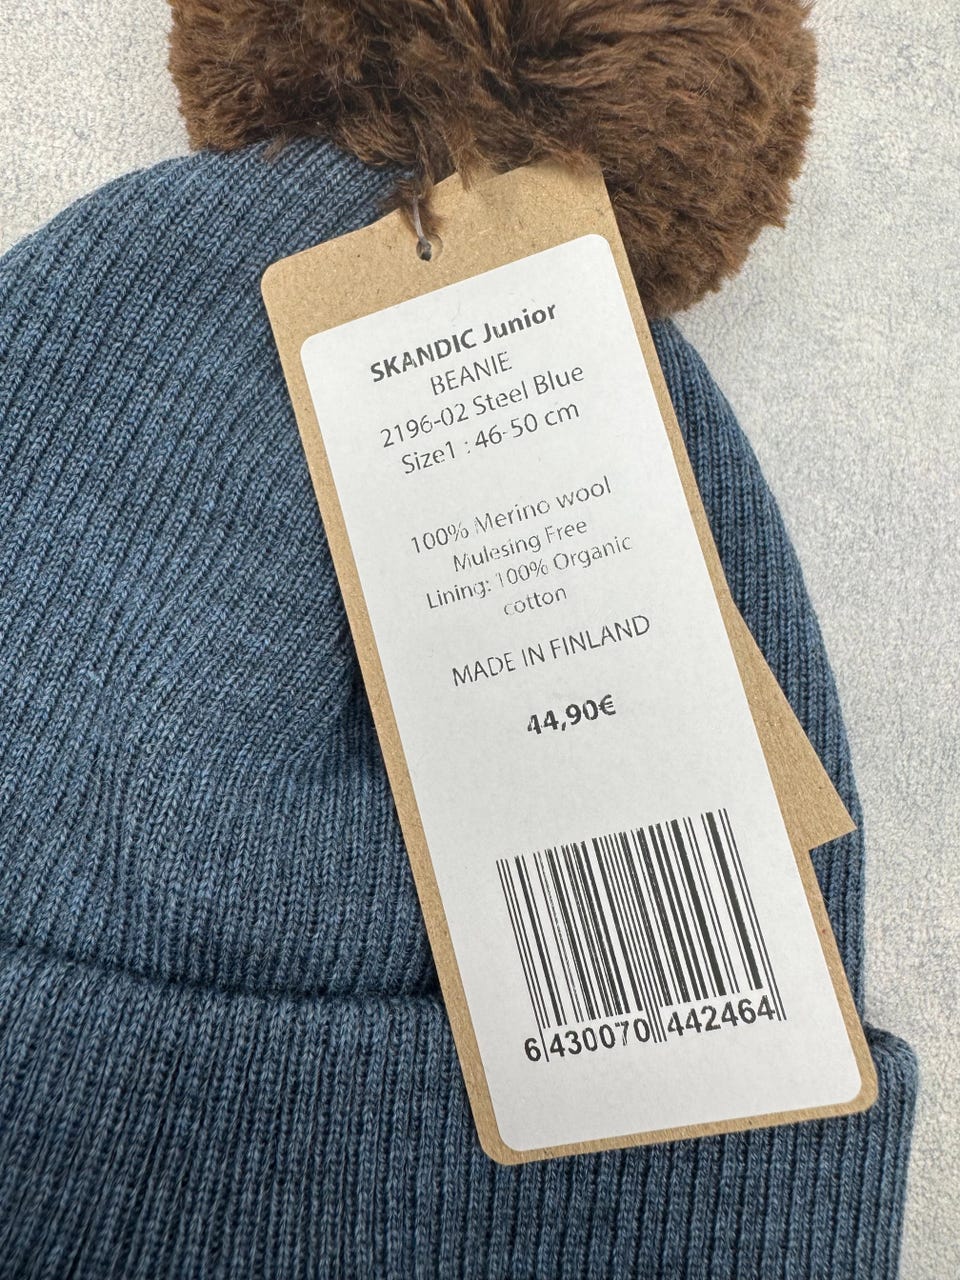 SKANDIC Junior
BEANIE
2196-02 Steel Blue
Size1 : 46-50 cm
100% Merino wool
Mulesing Free
Lining: 100% Organic
cotton
MADE IN FINLAND
44,90€
6 430070 442464